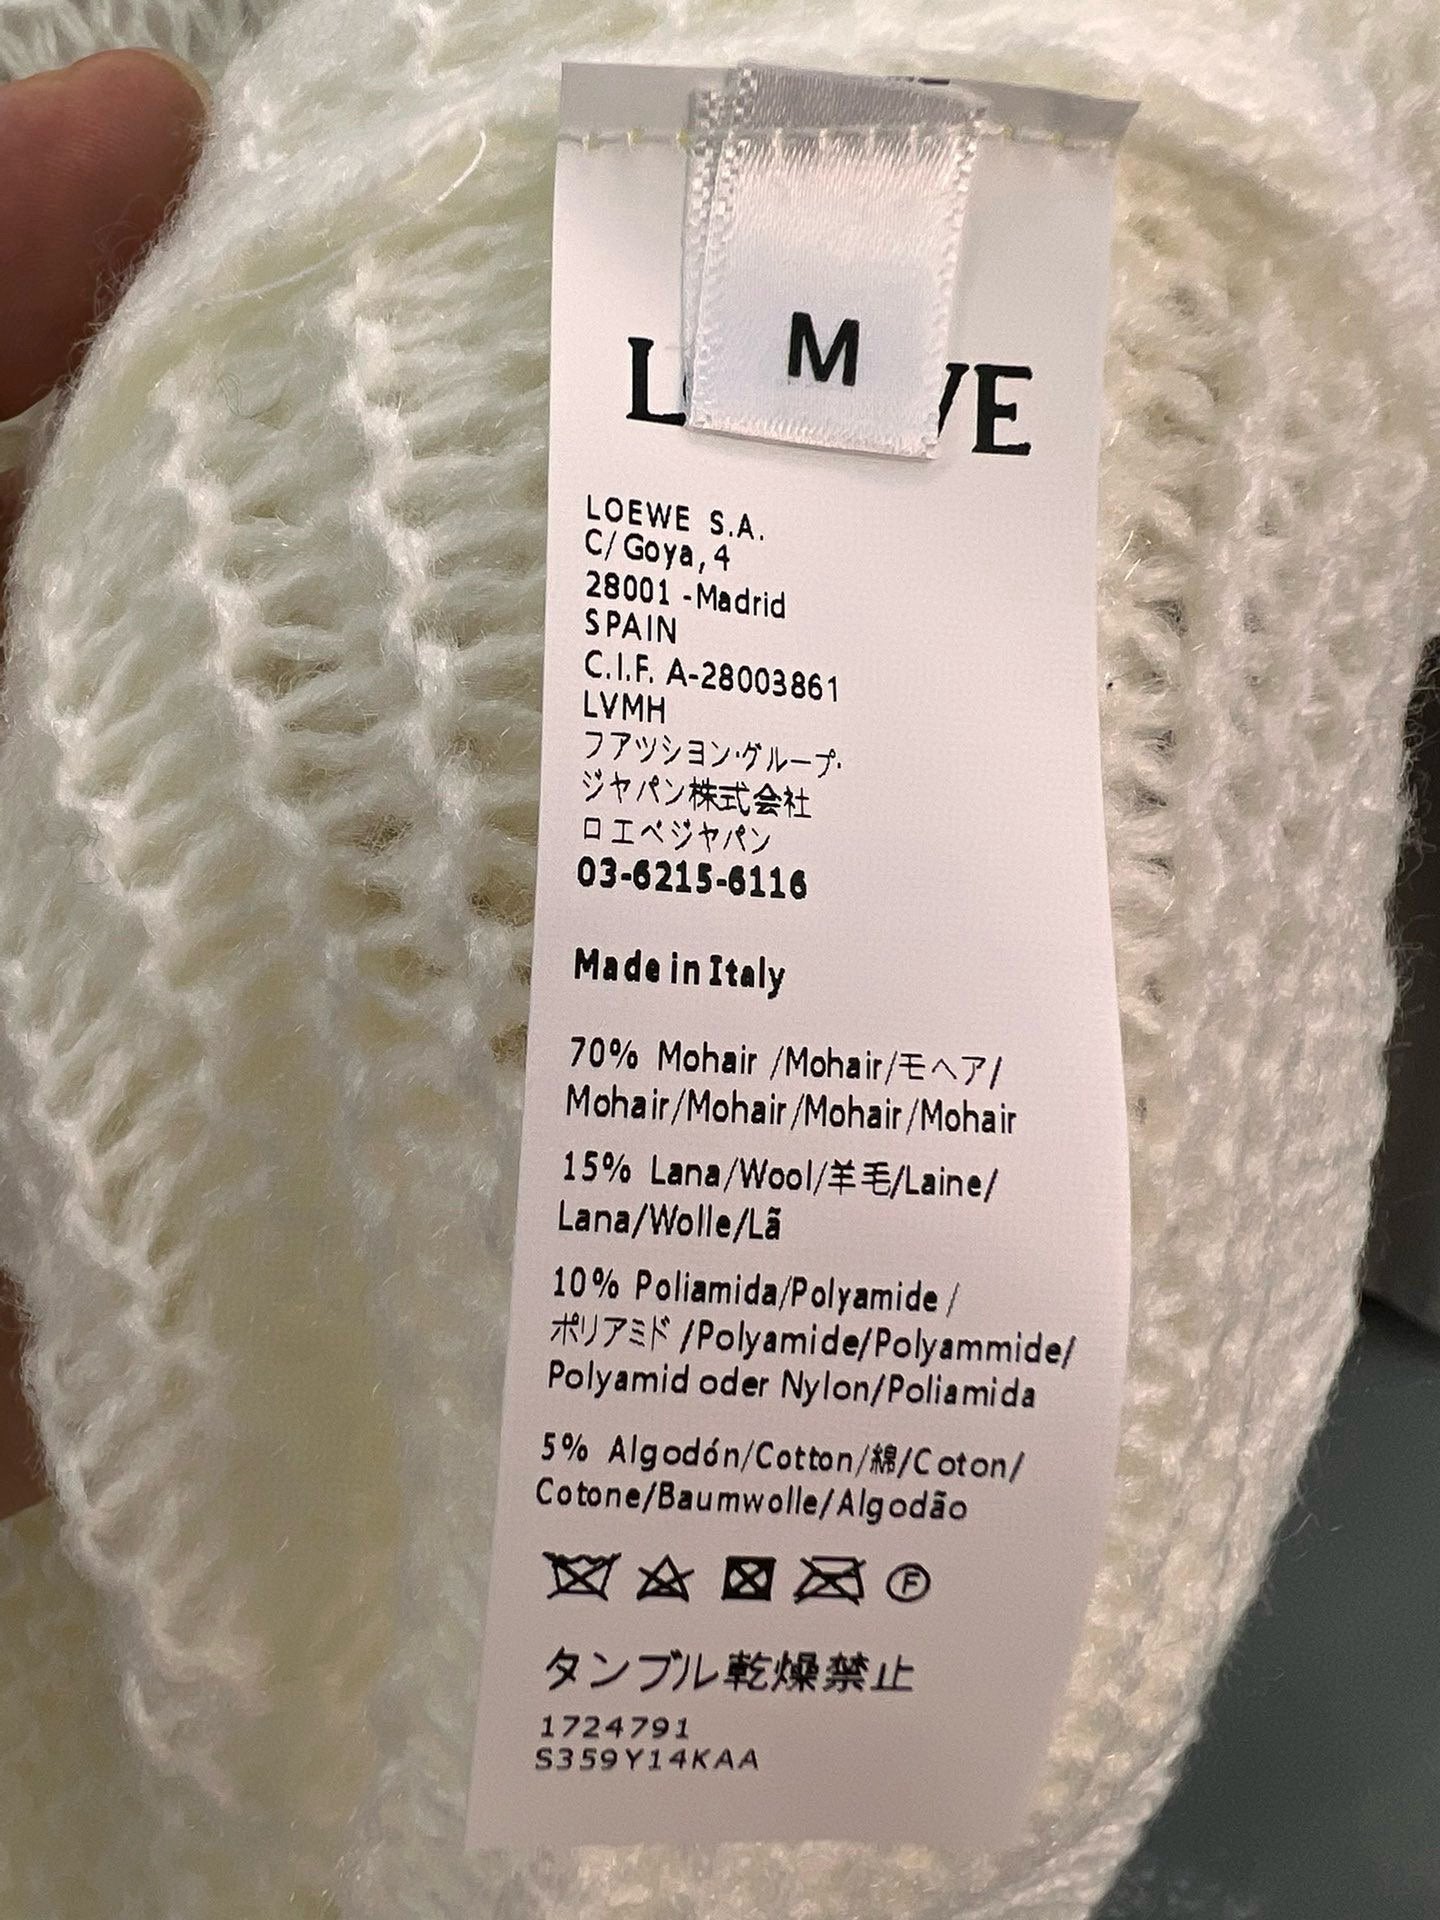 M
LOEWE S.A.
C/Goya, 4
28001 -Madrid
SPAIN
C.I.F. A-28003861
LVMH
フアツシヨン･グループ･
ジヤパン株式会社
ロエベジヤパン
03-6215-6116
Made in Italy
70% Mohair /Mohair/モヘア/
Mohair/Mohair/Mohair/Mohair
15% Lana/Wool/羊毛/Laine/
Lana/Wolle/Lã
10% Poliamida/Polyamide /
ポリアミド /Polyamide/Polyammide/
Polyamid oder Nylon/Poliamida
5% Algodón/Cotton/綿/Coton/
Cotone/Baumwolle/Algodão
F
タンブル乾燥禁止
1724791
S359Y14KAA